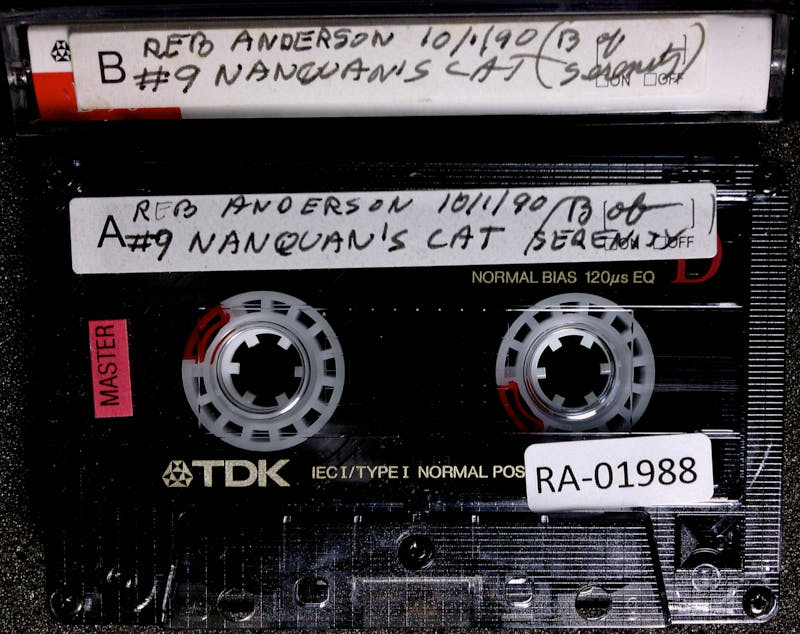 B REB ANDERSON 10/1/90 (B of
#9 NANQUAN'S CAT (Serenity)
ON OFF
A REB ANDERSON 10/1/90 (B of )
#9 NANQUAN'S CAT SERENITY
ON OFF
D
NORMAL BIAS 120µs EQ
MASTER
TDK IEC I/TYPE I NORMAL POS
RA-01988